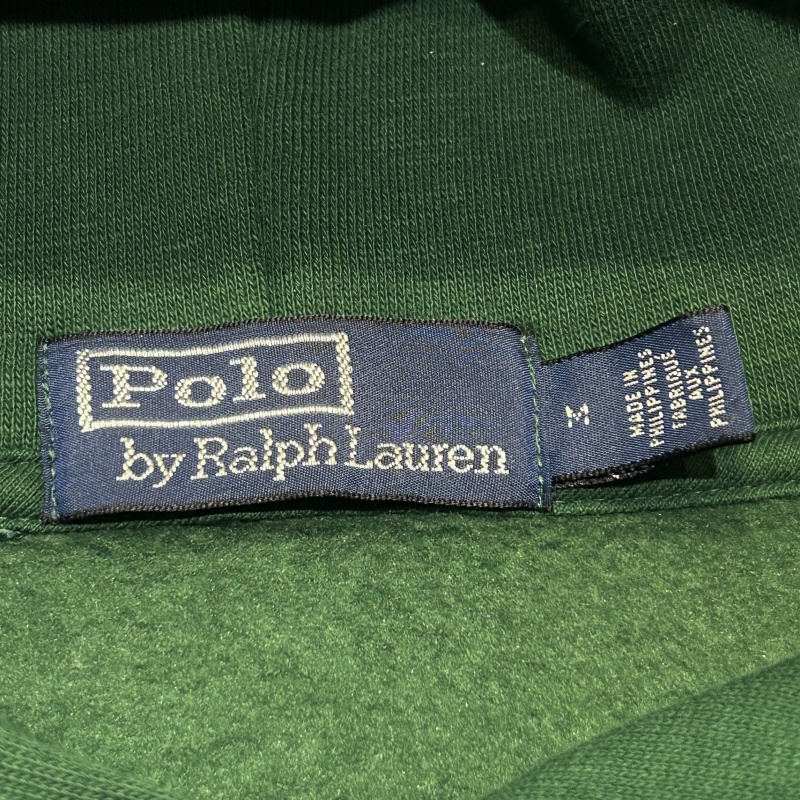 Polo
by Ralph Lauren
M
MADE IN
PHILIPPINES
FABRIQUE
AUX
PHILIPPINES